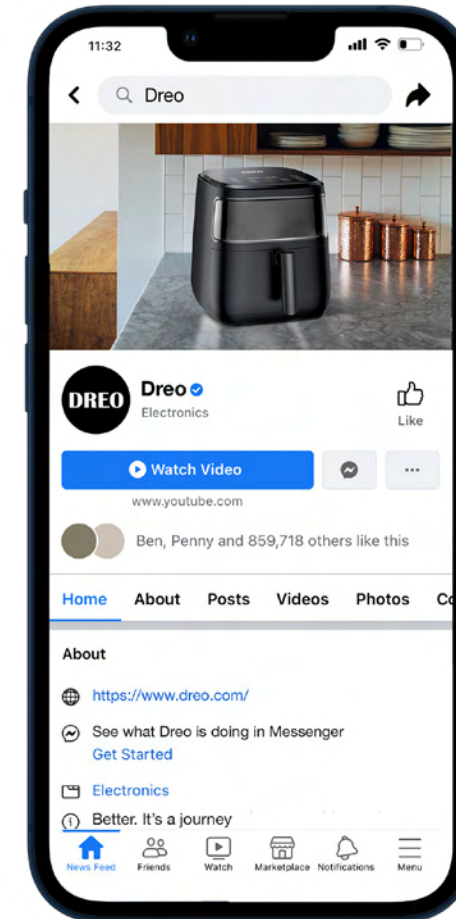 11:32
Dreo
DREO
DREO
Dreo
Electronics
Like
Watch Video
www.youtube.com
Ben, Penny and 859,718 others like this
Home About Posts Videos Photos Co
About
https://www.dreo.com/
See what Dreo is doing in Messenger
Get Started
Electronics
Better. It's a journey
News Feed Friends Watch Marketplace Notifications Menu